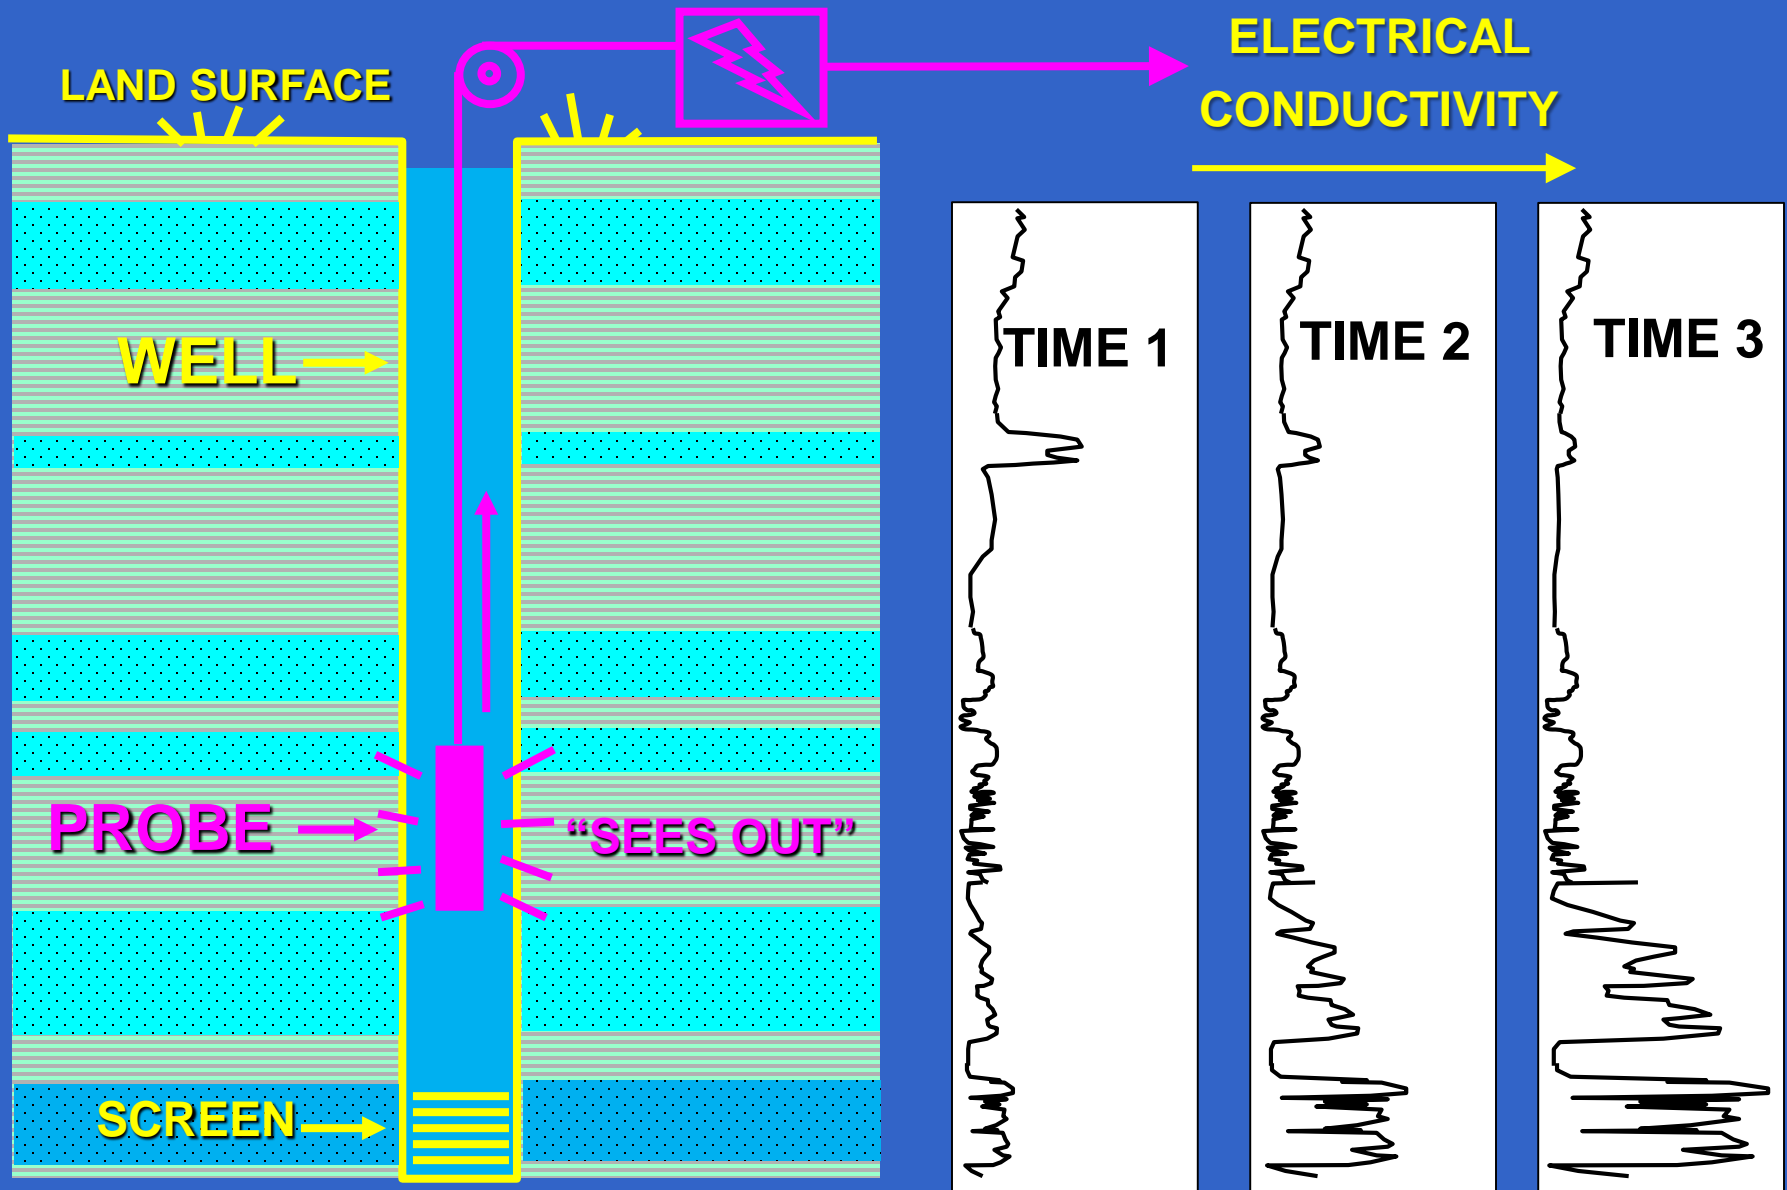 LAND SURFACE
ELECTRICAL
CONDUCTIVITY
WELL
TIME 1
TIME 2
TIME 3
PROBE
“SEES OUT”
SCREEN